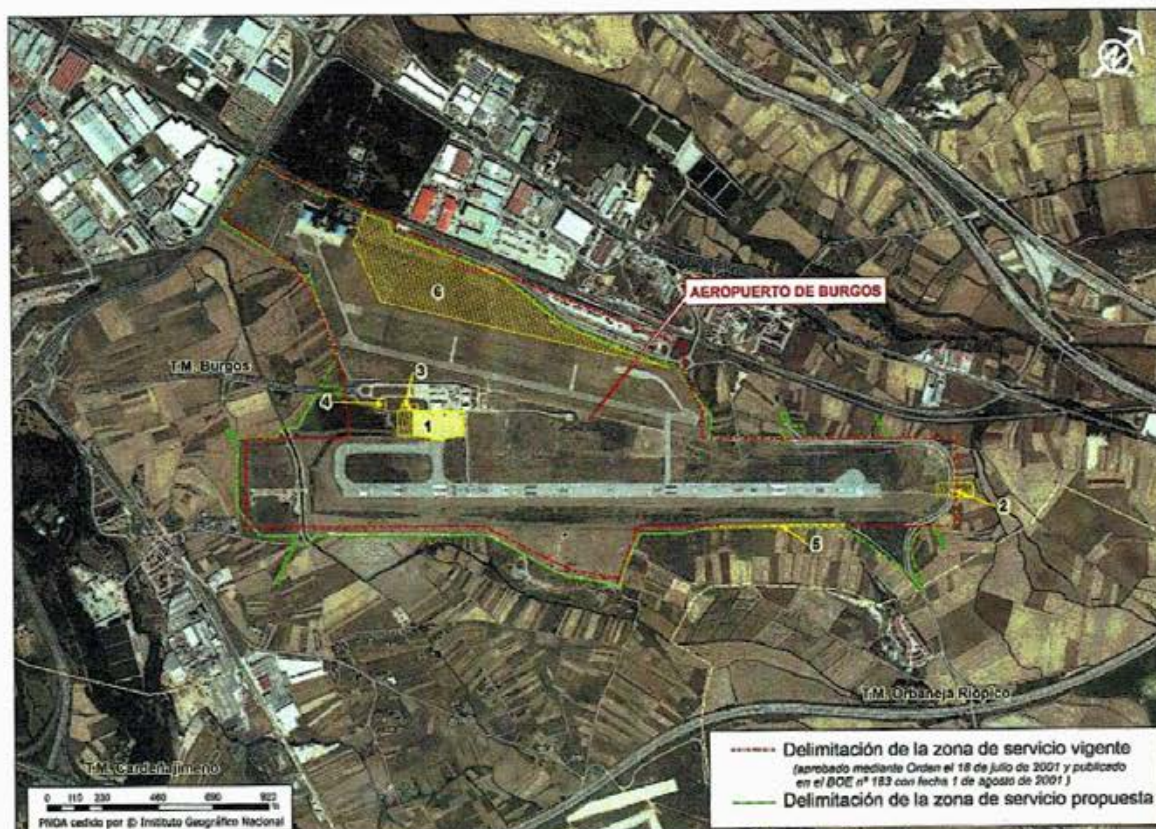 N
6
AEROPUERTO DE BURGOS
T.M. Burgos
3
4
1
2
5
T.M. Orbaneja Riopico
T.M. Cardeñajimeno
Delimitación de la zona de servicio vigente
(aprobado mediante Orden el 18 de julio de 2001 y publicado
en el BOE nº 183 con fecha 1 de agosto de 2001 )
Delimitación de la zona de servicio propuesta
0 110 230 460 690 920
PNOA cedido por © Instituto Geográfico Nacional